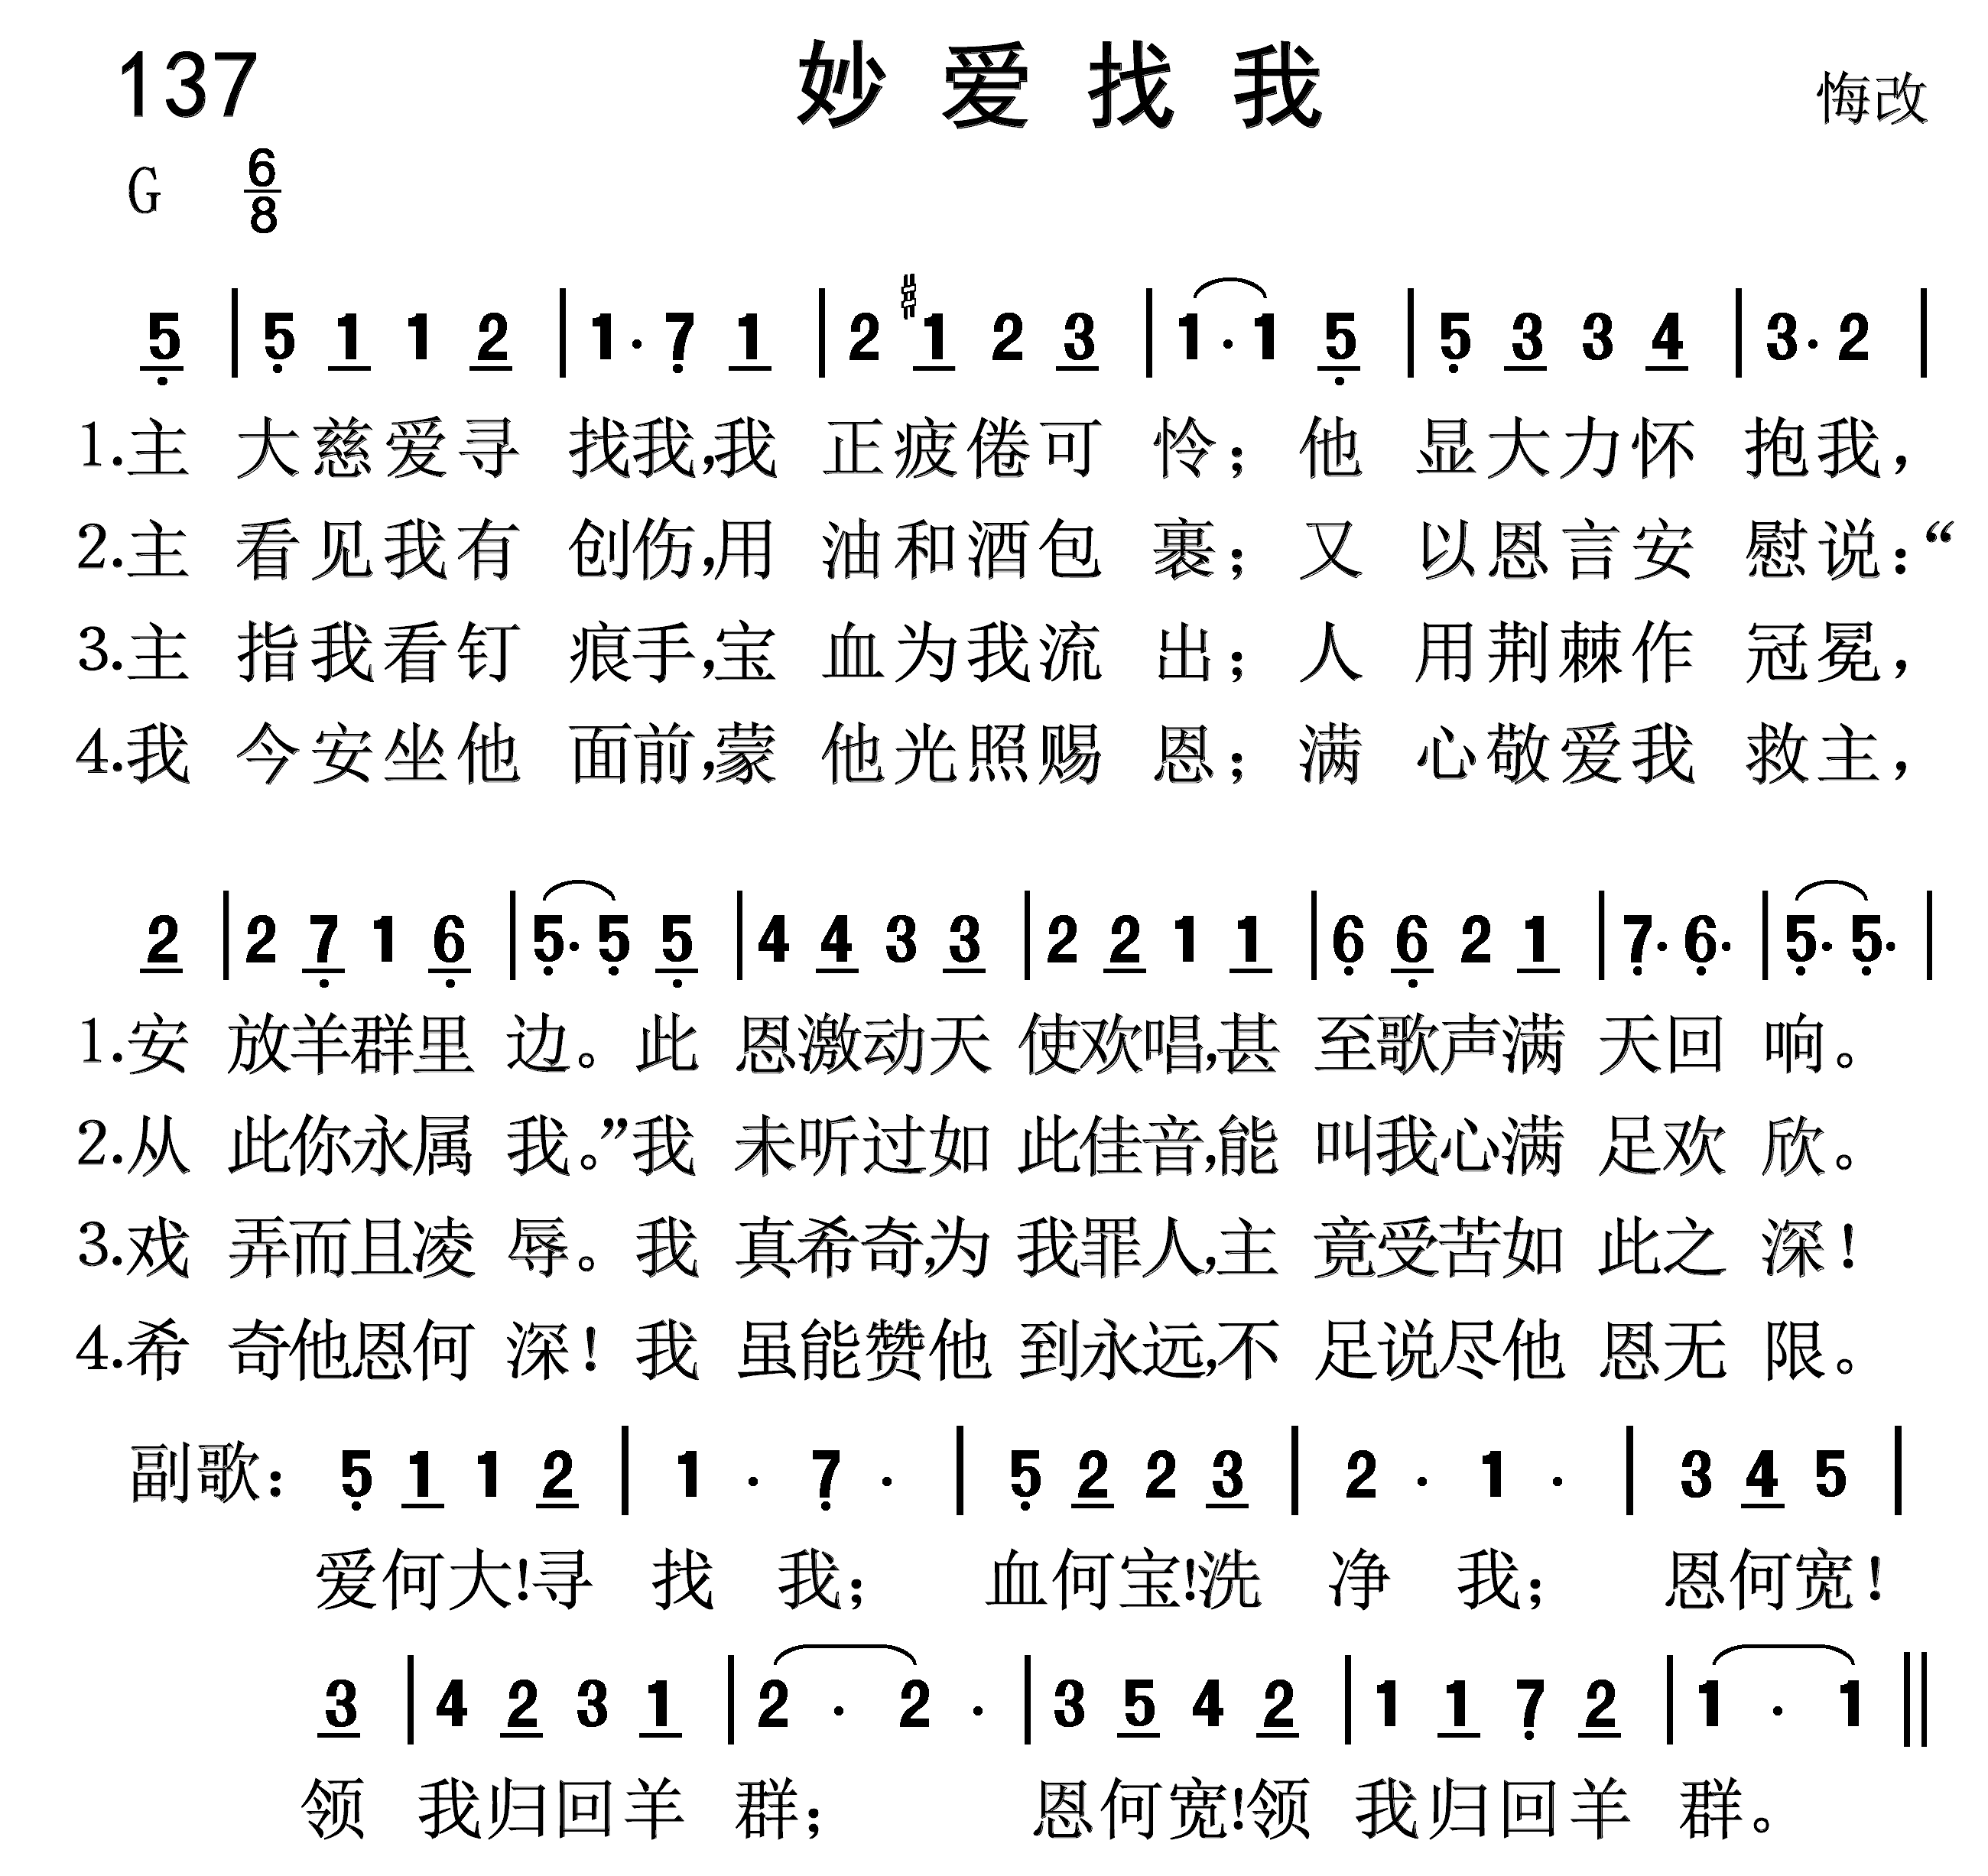 137 妙爱找我 悔改
G 6/8
5 | 5 1 1 2 | 1 · 7 1 | 2 #1 2 3 | 1 · 1 5 | 5 3 3 4 | 3 · 2 |
1.主 大慈爱寻 找我,我 正疲倦可 怜; 他 显大力怀 抱我,
2.主 看见我有 创伤,用 油和酒包 裹; 又 以恩言安 慰说:“
3.主 指我看钉 痕手,宝 血为我流 出; 人 用荆棘作 冠冕,
4.我 今安坐他 面前,蒙 他光照赐 恩; 满 心敬爱我 救主,
2 | 2 7 1 6 | 5 · 5 5 | 4 4 3 3 | 2 2 1 1 | 6 6 2 1 | 7 · 6 · | 5 · 5 · |
1.安 放羊群里 边。此 恩激动天 使欢唱,甚 至歌声满 天回 响。
2.从 此你永属 我。”我 未听过如 此佳音,能 叫我心满 足欢 欣。
3.戏 弄而且凌 辱。我 真希奇,为 我罪人,主 竟受苦如 此之 深!
4.希 奇他恩何 深!我 虽能赞他 到永远,不 足说尽他 恩无 限。
副歌: 5 1 1 2 | 1 · 7 · | 5 2 2 3 | 2 · 1 · | 3 4 5 |
爱何大!寻 找 我; 血何宝!洗 净 我; 恩何宽!
3 | 4 2 3 1 | 2 · 2 · | 3 5 4 2 | 1 1 7 2 | 1 · 1 ||
领 我归回羊 群; 恩何宽!领 我归回羊 群。